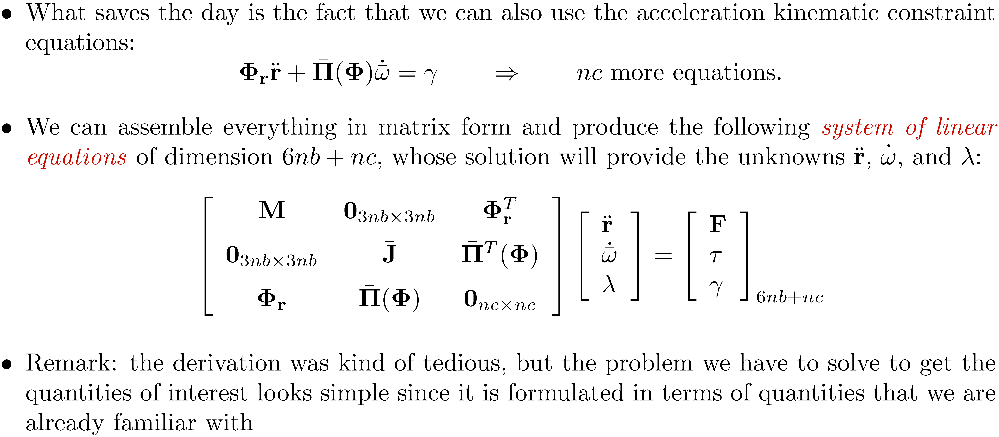 • What saves the day is the fact that we can also use the acceleration kinematic constraint
equations:
$\mathbf{\Phi}_{\mathbf{r}}\ddot{\mathbf{r}} + \bar{\mathbf{\Pi}}(\mathbf{\Phi})\dot{\bar{\omega}} = \gamma \qquad \Rightarrow \qquad nc$ more equations.
• We can assemble everything in matrix form and produce the following system of linear
equations of dimension $6nb + nc$, whose solution will provide the unknowns $\ddot{\mathbf{r}}$, $\dot{\bar{\omega}}$, and $\lambda$:
$\begin{bmatrix} \mathbf{M} & \mathbf{0}_{3nb\times 3nb} & \mathbf{\Phi}_{\mathbf{r}}^T \\ \mathbf{0}_{3nb\times 3nb} & \bar{\mathbf{J}} & \bar{\mathbf{\Pi}}^T(\mathbf{\Phi}) \\ \mathbf{\Phi}_{\mathbf{r}} & \bar{\mathbf{\Pi}}(\mathbf{\Phi}) & \mathbf{0}_{nc\times nc} \end{bmatrix} \begin{bmatrix} \ddot{\mathbf{r}} \\ \dot{\bar{\omega}} \\ \lambda \end{bmatrix} = \begin{bmatrix} \mathbf{F} \\ \tau \\ \gamma \end{bmatrix}_{6nb+nc}$
• Remark: the derivation was kind of tedious, but the problem we have to solve to get the
quantities of interest looks simple since it is formulated in terms of quantities that we are
already familiar with